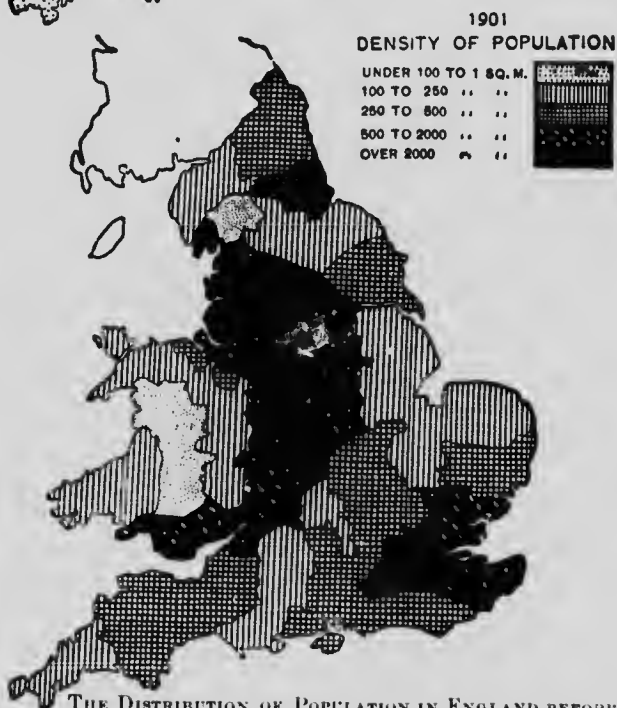 1901
DENSITY OF POPULATION
UNDER 100 TO 1 SQ. M.
100 TO 250 " "
250 TO 500 " "
500 TO 2000 " "
OVER 2000 " "
THE DISTRIBUTION OF POPULATION IN ENGLAND BEFORE